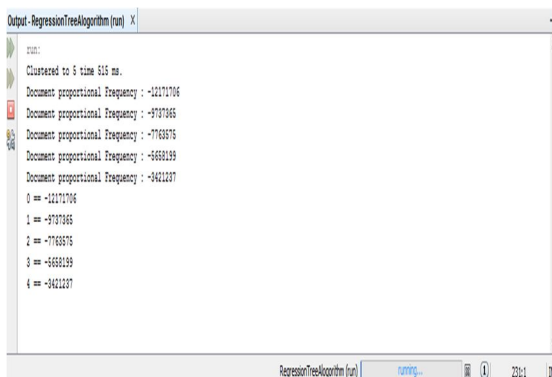 Output - RegressionTreeAlogorithm (run) X
run:
Clustered to 5 time 515 ms.
Document proportional Frequency : -12171706
Document proportional Frequency : -9737365
Document proportional Frequency : -7763575
Document proportional Frequency : -5658199
Document proportional Frequency : -3421237
0 == -12171706
1 == -9737365
2 == -7763575
3 == -5658199
4 == -3421237
RegressionTreeAlogorithm (run) running... 1 231:1